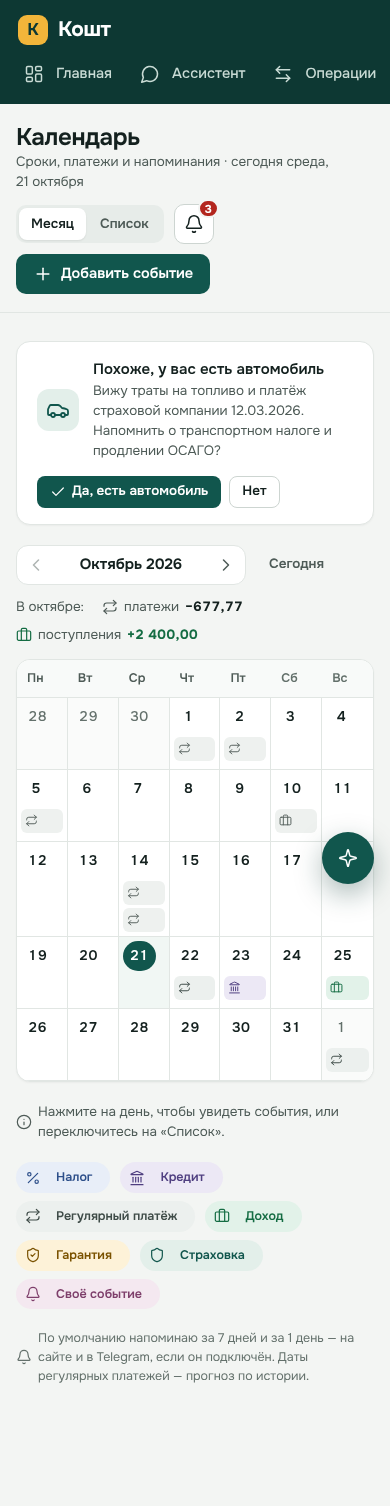 К Кошт
Главная Ассистент Операции
Календарь
Сроки, платежи и напоминания · сегодня среда,
21 октября
Месяц Список 3
Добавить событие
Похоже, у вас есть автомобиль
Вижу траты на топливо и платёж
страховой компании 12.03.2026.
Напомнить о транспортном налоге и
продлении ОСАГО?
Да, есть автомобиль Нет
Октябрь 2026 Сегодня
В октябре: платежи −677,77
поступления +2 400,00
Пн Вт Ср Чт Пт Сб Вс
28 29 30 1 2 3 4
5 6 7 8 9 10 11
12 13 14 15 16 17
19 20 21 22 23 24 25
26 27 28 29 30 31 1
Нажмите на день, чтобы увидеть события, или
переключитесь на «Список».
Налог Кредит
Регулярный платёж Доход
Гарантия Страховка
Своё событие
По умолчанию напоминаю за 7 дней и за 1 день — на
сайте и в Telegram, если он подключён. Даты
регулярных платежей — прогноз по истории.